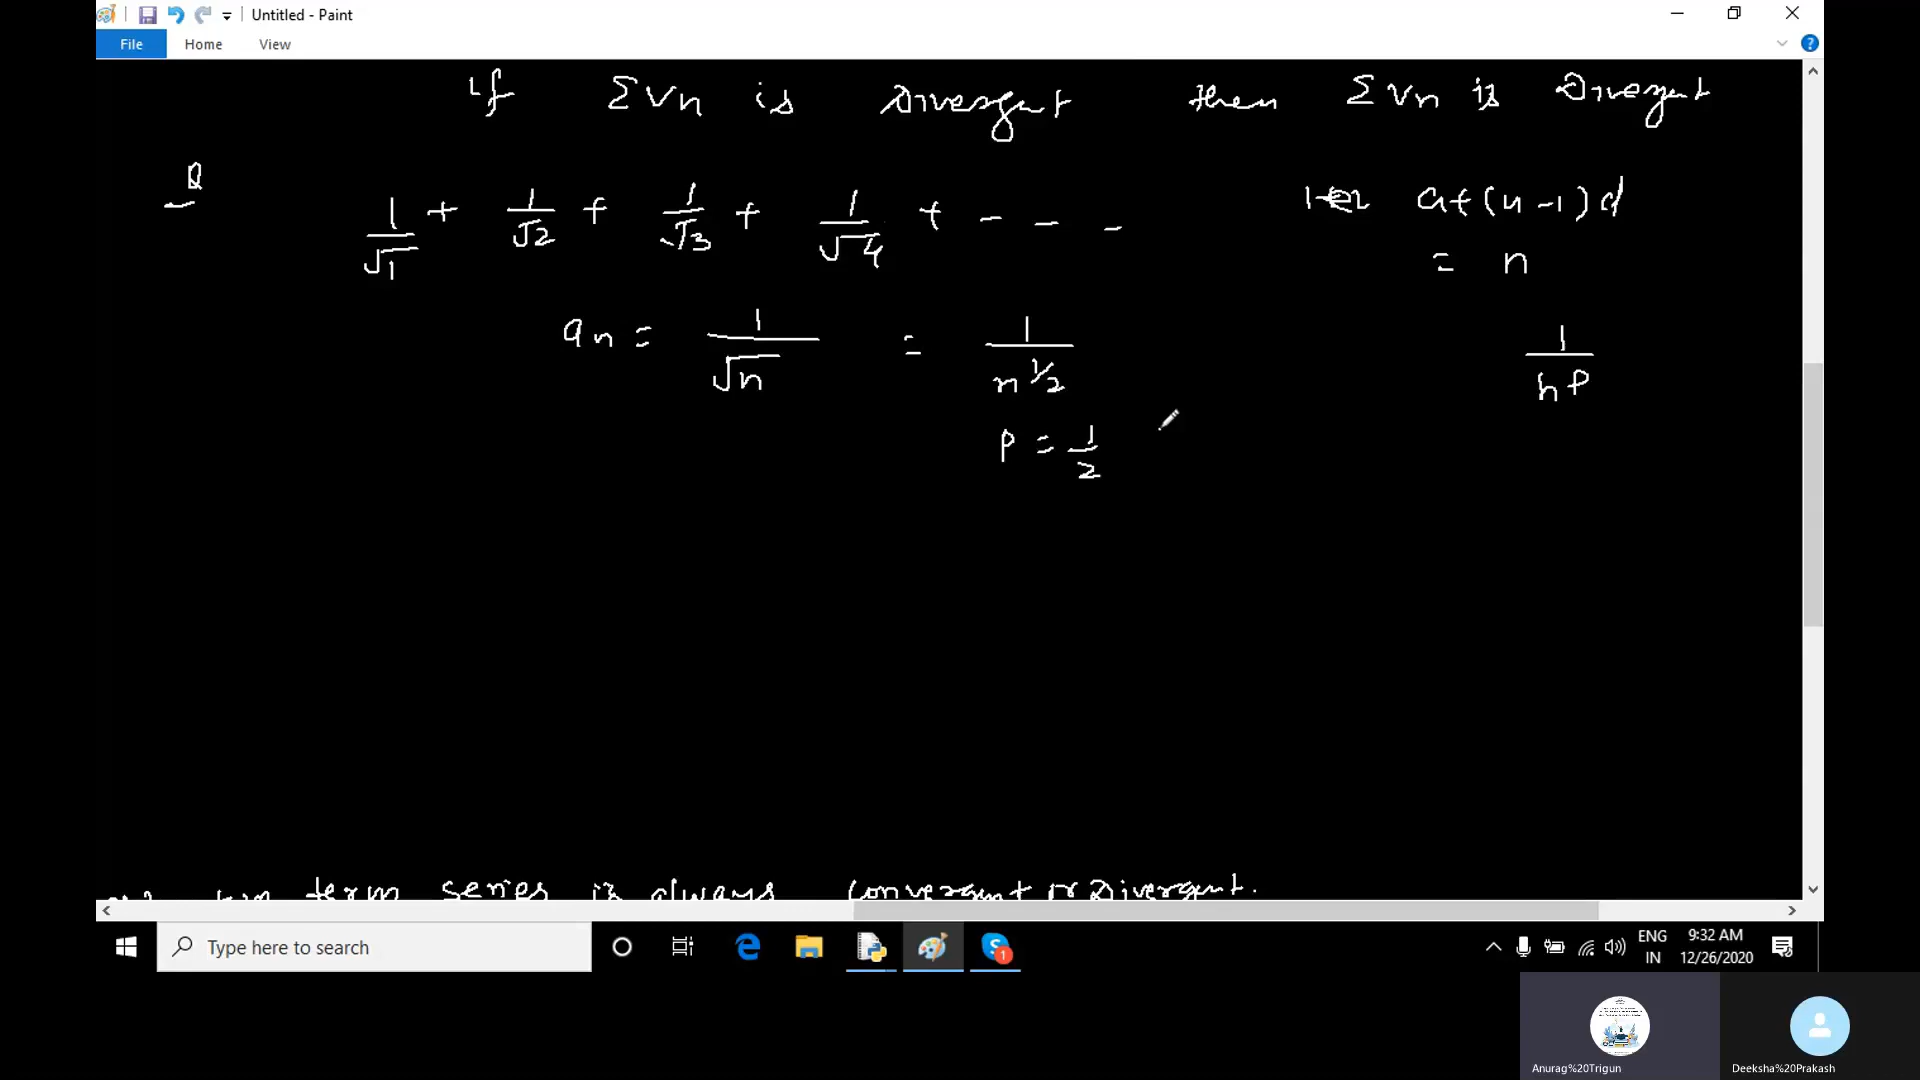 Untitled - Paint
File Home View
If ΣVn is Divergent then ΣVn is Divergent
Q
1/√1 + 1/√2 + 1/√3 + 1/√4 + - - -
a+(n-1)d
= n
an = 1/√n = 1/n^1/2
1/n^p
P = 1/2
term series is always convergent or Divergent.
Type here to search
ENG
IN
9:32 AM
12/26/2020
1
Anurag%20Trigun
Deeksha%20Prakash